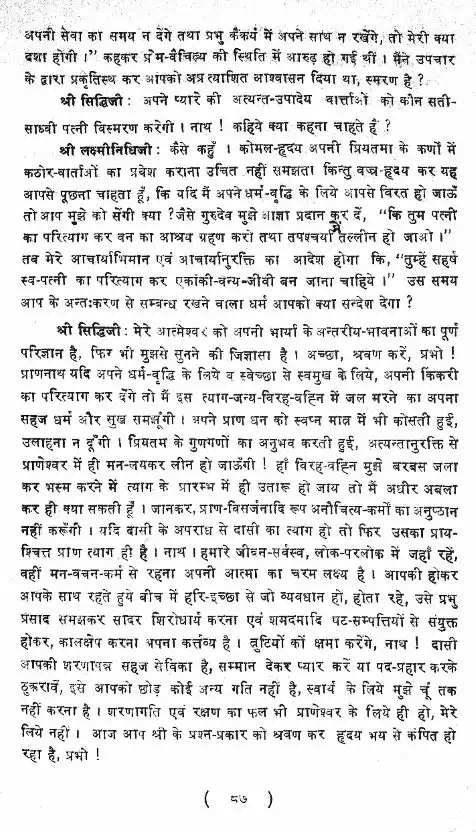 अपनी सेवा का समय न देंगे तथा प्रभु कैंकर्य में अपने साथ न रखेंगे, तो मेरी क्या
दशा होगी ।” कहकर प्रेम-वैचित्र्य की स्थिति में आरूढ़ हो गई थीं । मैंने उपचार
के द्वारा प्रकृतिस्थ कर आपको अप्रत्याशित आश्वासन दिया था, स्मरण है ?
श्री सिद्धिजी : अपने प्यारे की अत्यन्त-उपादेय वार्त्ताओं को कौन सती-
साध्वी पत्नी विस्मरण करेगी । नाथ ! कहिये क्या कहना चाहते हैं ?
श्री लक्ष्मीनिधिजी : कैसे कहूँ । कोमल-हृदय अपनी प्रियतमा के कर्णों में
कठोर-वार्ताओं का प्रवेश कराना उचित नहीं समझता किन्तु वज्र-हृदय कर यह
आपसे पूछना चाहता हूँ, कि यदि मैं अपने धर्म-वृद्धि के लिये आपसे विरत हो जाऊँ
तो आप मुझे कोसेंगी क्या ? जैसे गुरुदेव मुझे आज्ञा प्रदान कर दें, “कि तुम पत्नी
का परित्याग कर वन का आश्रय ग्रहण करो तथा तपश्चर्या में तल्लीन हो जाओ ।”
तब मेरे आचार्याभिमान एवं आचार्यानुरक्ति का आदेश होगा कि, “तुम्हें सहर्ष
स्व-पत्नी का परित्याग कर एकांकी-वन्य-जीवी बन जाना चाहिये ।” उस समय
आप के अन्तःकरण से सम्बन्ध रखने वाला धर्म आपको क्या सन्देश देगा ?
श्री सिद्धिजी : मेरे आत्मेश्वर को अपनी भार्या के अन्तरीय-भावनाओं का पूर्ण
परिज्ञान है, फिर भी मुझसे सुनने की जिज्ञासा है । अच्छा, श्रवण करें, प्रभो !
प्राणनाथ यदि अपने धर्म-वृद्धि के लिये व स्वेच्छा से स्वमुख के लिये, अपनी किंकरी
का परित्याग कर देंगे तो मैं इस त्याग-जन्य-विरह-वह्नि में जल मरने का अपना
सहज धर्म और सुख समझूँगी । अपने प्राण धन को स्वप्न मात्र में भी कोसती हुई,
उलाहना न दूँगी । प्रियतम के गुणगणों का अनुभव करती हुई, अत्यन्तानुरक्ति से
प्राणेश्वर में ही मन-लयकर लीन हो जाऊँगी ! हाँ विरह-वह्नि मुझे बरबस जला
कर भस्म करने में त्याग के प्रारम्भ में ही उतारू हो जाय तो मैं अधीर अबला
कर ही क्या सकती हूँ । जानकर, प्राण-विसर्जनादि रूप अनौचित्य-कर्मों का अनुष्ठान
नहीं करूँगी । यदि दासी के अपराध से दासी का त्याग हो तो फिर उसका प्राय-
श्चित्त प्राण त्याग ही है । नाथ ! हमारे जीवन-सर्वस्व, लोक-परलोक में जहाँ रहें,
वहीं मन-वचन-कर्म से रहना अपनी आत्मा का चरम लक्ष्य है । आपकी होकर
आपके साथ रहते हुये बीच में हरि-इच्छा से जो व्यवधान हो, होता रहे, उसे प्रभु
प्रसाद समझकर सादर शिरोधार्य करना एवं शमदमादि षट-सम्पत्तियों से संयुक्त
होकर, कालक्षेप करना अपना कर्त्तव्य है । त्रुटियों को क्षमा करेंगे, नाथ ! दासी
आपकी शरणापन्न सहज सेविका है, सम्मान देकर प्यार करें या पद-प्रहार करके
ठुकरावें, इसे आपको छोड़ कोई अन्य गति नहीं है, स्वार्थ के लिये मुझे चूं तक
नहीं करना है । शरणागति एवं रक्षण का फल भी प्राणेश्वर के लिये ही हो, मेरे
लिये नहीं । आज आप श्री के प्रश्न-प्रकार को श्रवण कर हृदय भय से कंपित हो
रहा है, प्रभो !
( ८७ )